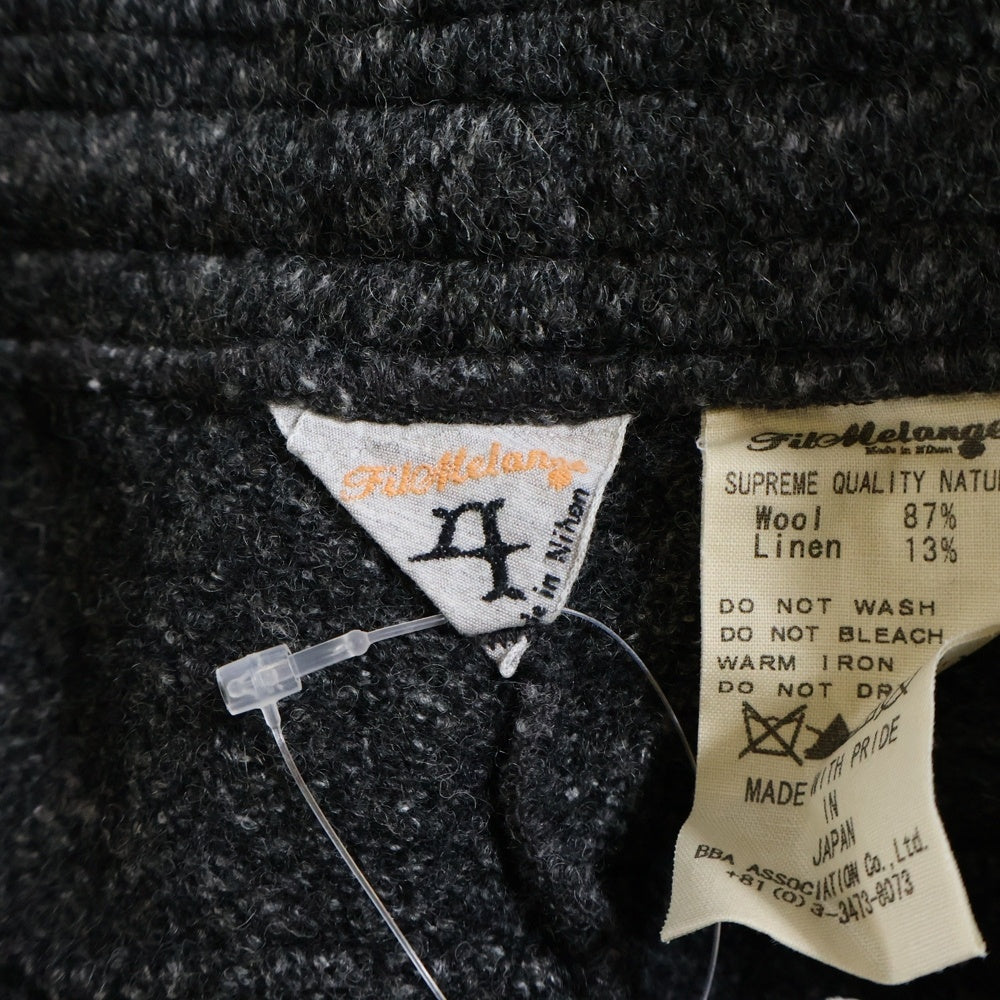 FilMelange
4
in Nihon
FilMelange
Made in Nihon
SUPREME QUALITY NATU
Wool 87%
Linen 13%
DO NOT WASH
DO NOT BLEACH
WARM IRON
DO NOT DRY
MADE WITH PRIDE
IN
JAPAN
BBA ASSOCIATION Co.,Ltd.
+81 (0) 3-3473-8073